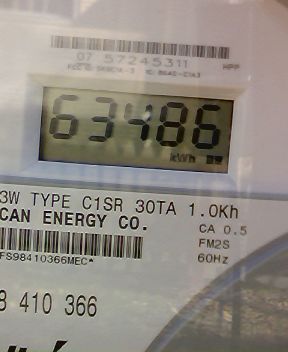 07 57245311
HPP
63486
kWh
3W TYPE C1SR 30TA 1.0Kh
CAN ENERGY CO.
CA 0.5
FM2S
60Hz
FS98410366MEC*
8 410 366